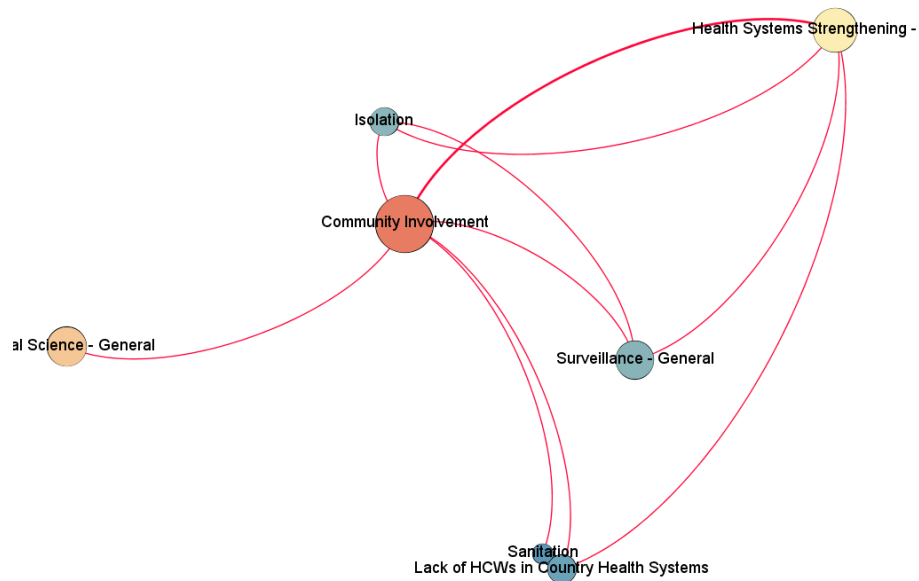 Health Systems Strengthening -
Isolation
Community Involvement
al Science - General
Surveillance - General
Sanitation
Lack of HCWs in Country Health Systems